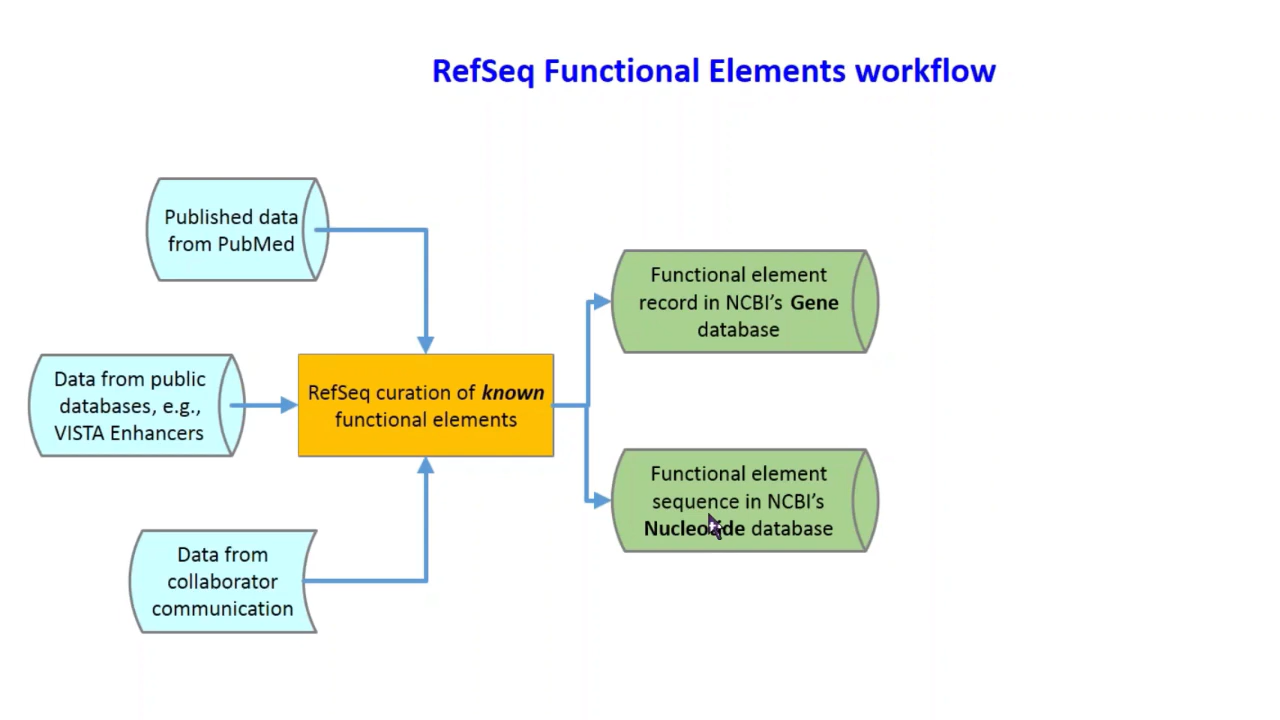 RefSeq Functional Elements workflow
Published data
from PubMed
Data from public
databases, e.g.,
VISTA Enhancers
Data from
collaborator
communication
RefSeq curation of known
functional elements
Functional element
record in NCBI’s Gene
database
Functional element
sequence in NCBI’s
Nucleotide database